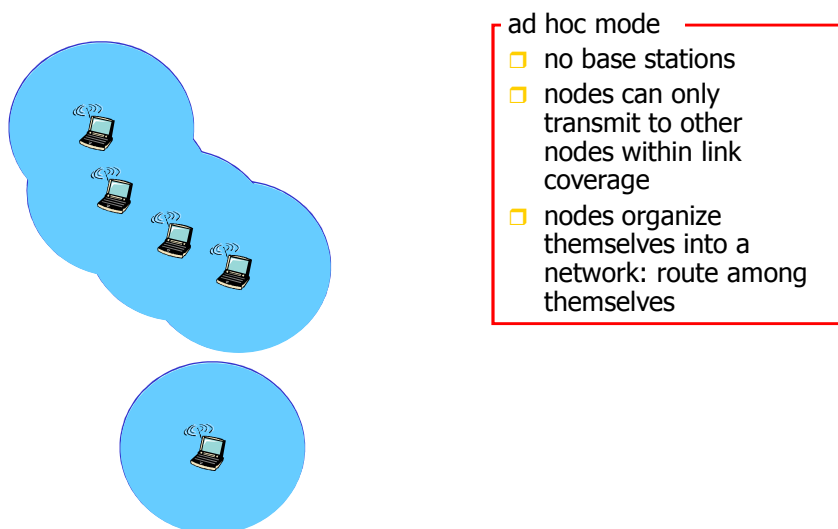 ad hoc mode
no base stations
nodes can only
transmit to other
nodes within link
coverage
nodes organize
themselves into a
network: route among
themselves